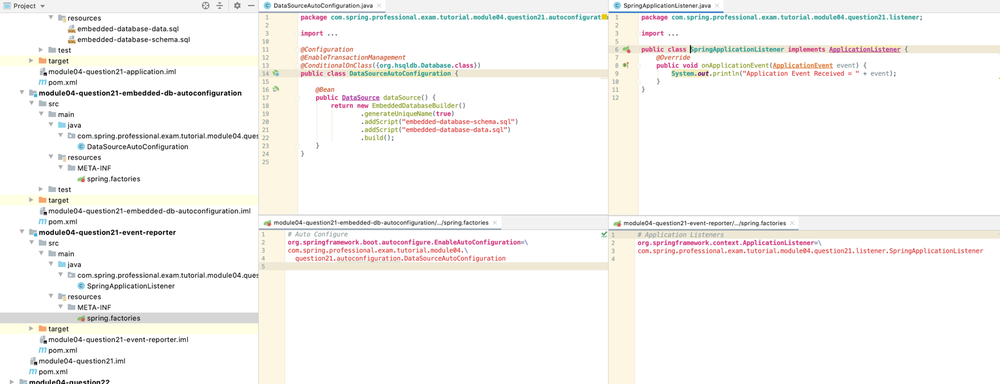 Project
resources
embedded-database-data.sql
embedded-database-schema.sql
test
target
module04-question21-application.iml
pom.xml
module04-question21-embedded-db-autoconfiguration
src
main
java
com.spring.professional.exam.tutorial.module04.ques
DataSourceAutoConfiguration
resources
META-INF
spring.factories
test
target
module04-question21-embedded-db-autoconfiguration.iml
pom.xml
module04-question21-event-reporter
src
main
java
com.spring.professional.exam.tutorial.module04.ques
SpringApplicationListener
resources
META-INF
spring.factories
target
module04-question21-event-reporter.iml
pom.xml
module04-question21.iml
pom.xml
module04-question22
DataSourceAutoConfiguration.java
1 package com.spring.professional.exam.tutorial.module04.question21.autoconfigurat
2
3 import ...
10
11 @Configuration
12 @EnableTransactionManagement
13 @ConditionalOnClass({org.hsqldb.Database.class})
14 public class DataSourceAutoConfiguration {
15
16 @Bean
17 public DataSource dataSource() {
18 return new EmbeddedDatabaseBuilder()
19 .generateUniqueName(true)
20 .addScript("embedded-database-schema.sql")
21 .addScript("embedded-database-data.sql")
22 .build();
23 }
24 }
25
SpringApplicationListener.java
1 package com.spring.professional.exam.tutorial.module04.question21.listener;
2
3 import ...
5
6 public class SpringApplicationListener implements ApplicationListener {
7 @Override
8 public void onApplicationEvent(ApplicationEvent event) {
9 System.out.println("Application Event Received = " + event);
10 }
11 }
12
module04-question21-embedded-db-autoconfiguration/.../spring.factories
1 # Auto Configure
2 org.springframework.boot.autoconfigure.EnableAutoConfiguration=\
3 com.spring.professional.exam.tutorial.module04.\
4 question21.autoconfiguration.DataSourceAutoConfiguration
5
module04-question21-event-reporter/.../spring.factories
1 # Application Listeners
2 org.springframework.context.ApplicationListener=\
3 com.spring.professional.exam.tutorial.module04.question21.listener.SpringApplicationListener
4